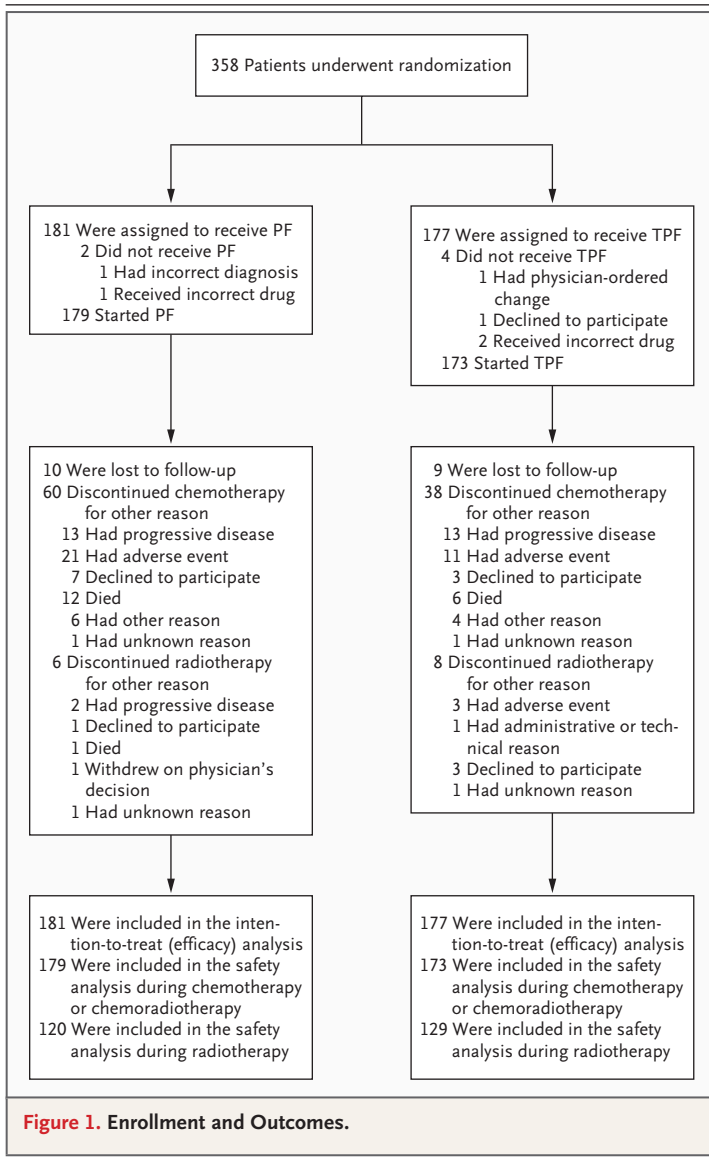 358 Patients underwent randomization
181 Were assigned to receive PF
2 Did not receive PF
1 Had incorrect diagnosis
1 Received incorrect drug
179 Started PF
177 Were assigned to receive TPF
4 Did not receive TPF
1 Had physician-ordered
change
1 Declined to participate
2 Received incorrect drug
173 Started TPF
10 Were lost to follow-up
60 Discontinued chemotherapy
for other reason
13 Had progressive disease
21 Had adverse event
7 Declined to participate
12 Died
6 Had other reason
1 Had unknown reason
6 Discontinued radiotherapy
for other reason
2 Had progressive disease
1 Declined to participate
1 Died
1 Withdrew on physician's
decision
1 Had unknown reason
9 Were lost to follow-up
38 Discontinued chemotherapy
for other reason
13 Had progressive disease
11 Had adverse event
3 Declined to participate
6 Died
4 Had other reason
1 Had unknown reason
8 Discontinued radiotherapy
for other reason
3 Had adverse event
1 Had administrative or tech-
nical reason
3 Declined to participate
1 Had unknown reason
181 Were included in the inten-
tion-to-treat (efficacy) analysis
179 Were included in the safety
analysis during chemotherapy
or chemoradiotherapy
120 Were included in the safety
analysis during radiotherapy
177 Were included in the inten-
tion-to-treat (efficacy) analysis
173 Were included in the safety
analysis during chemotherapy
or chemoradiotherapy
129 Were included in the safety
analysis during radiotherapy
Figure 1. Enrollment and Outcomes.